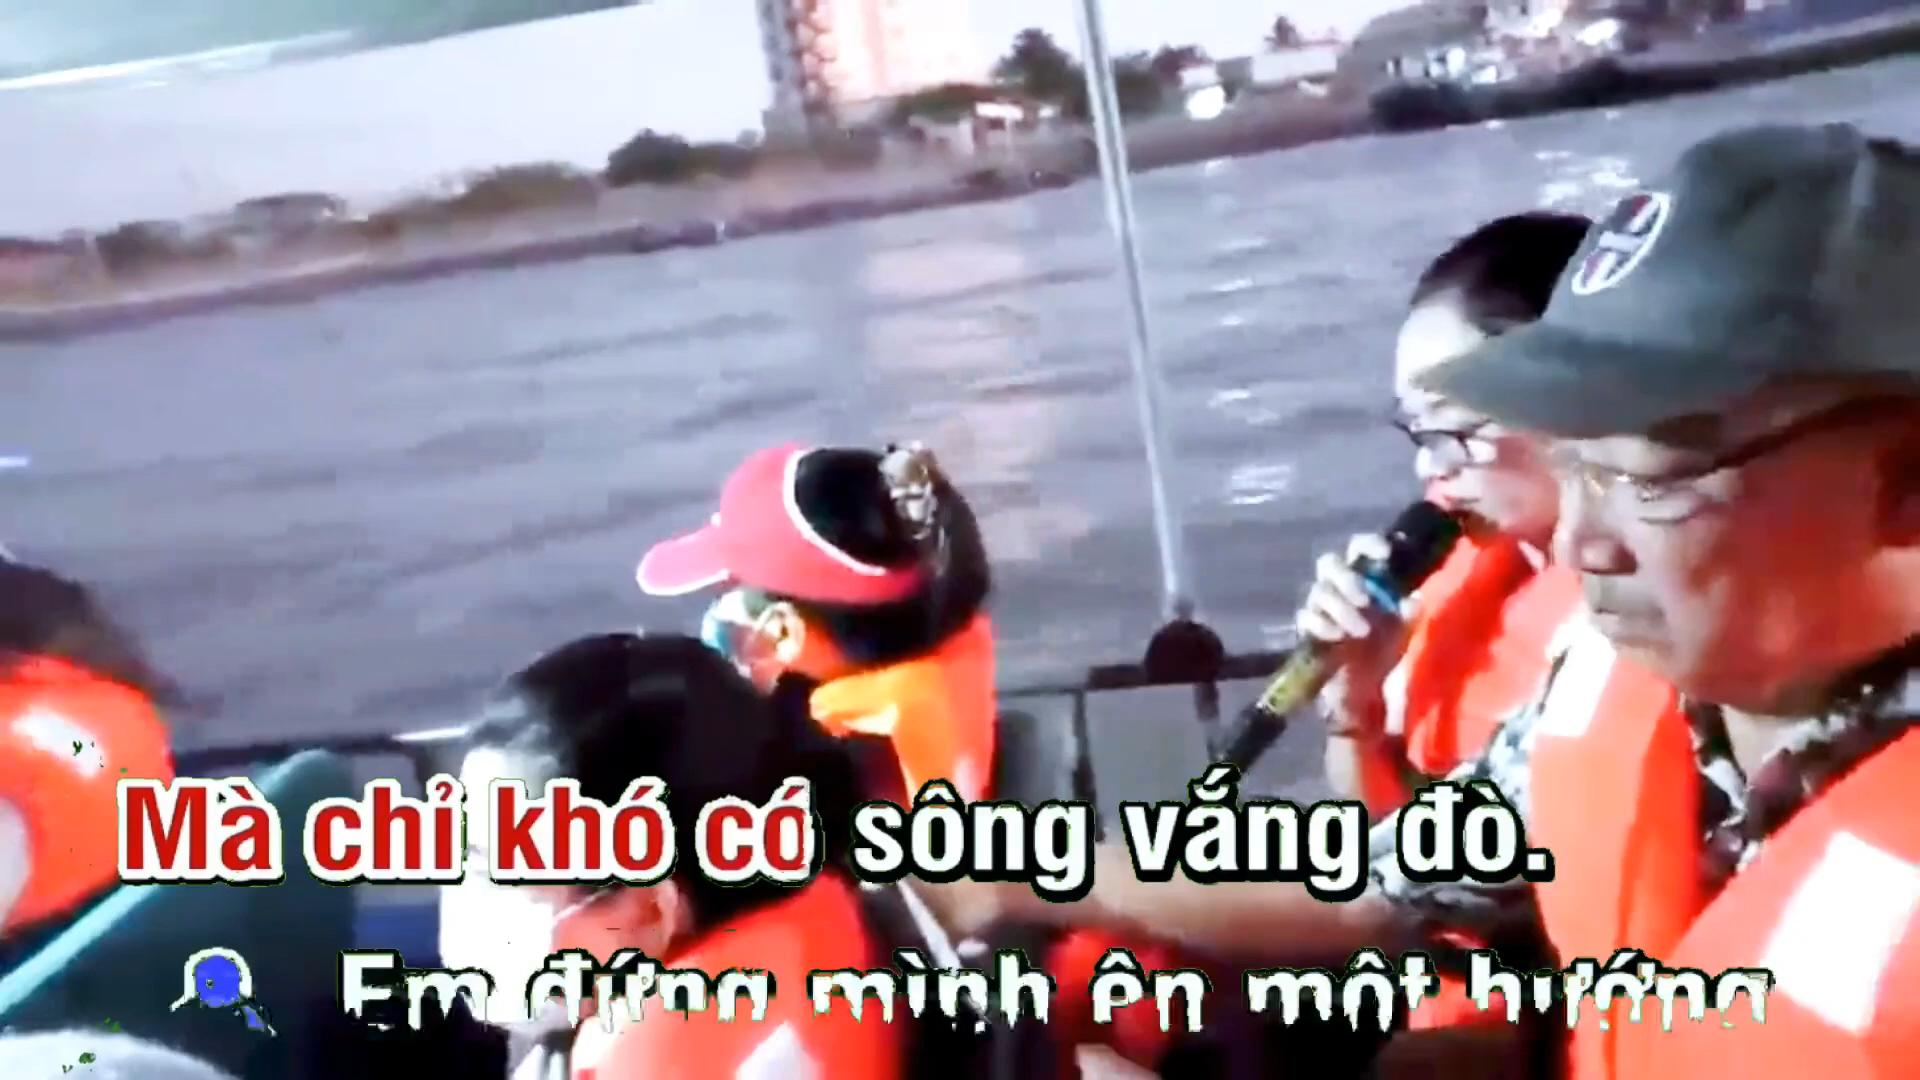 Mà chỉ khó có sông vắng đò.
Em đứng mình ên một hướng